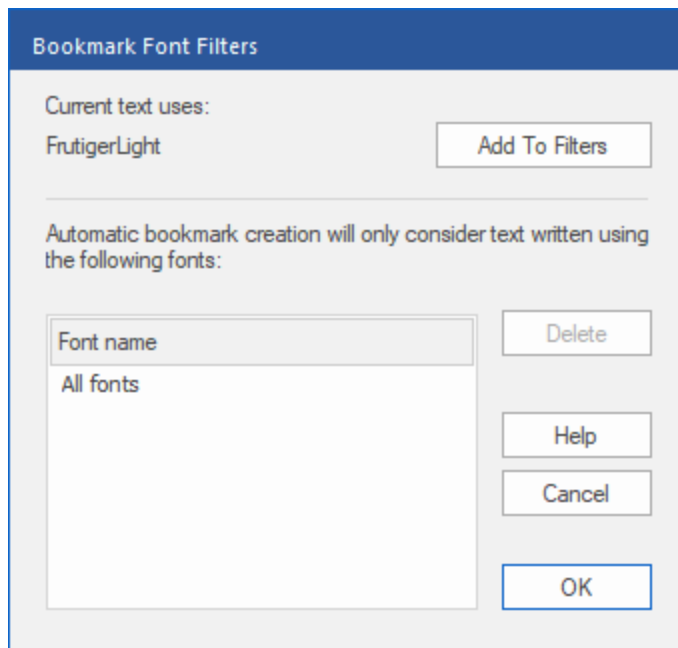 Bookmark Font Filters
Current text uses:
FrutigerLight
Add To Filters
Automatic bookmark creation will only consider text written using
the following fonts:
Font name
All fonts
Delete
Help
Cancel
OK